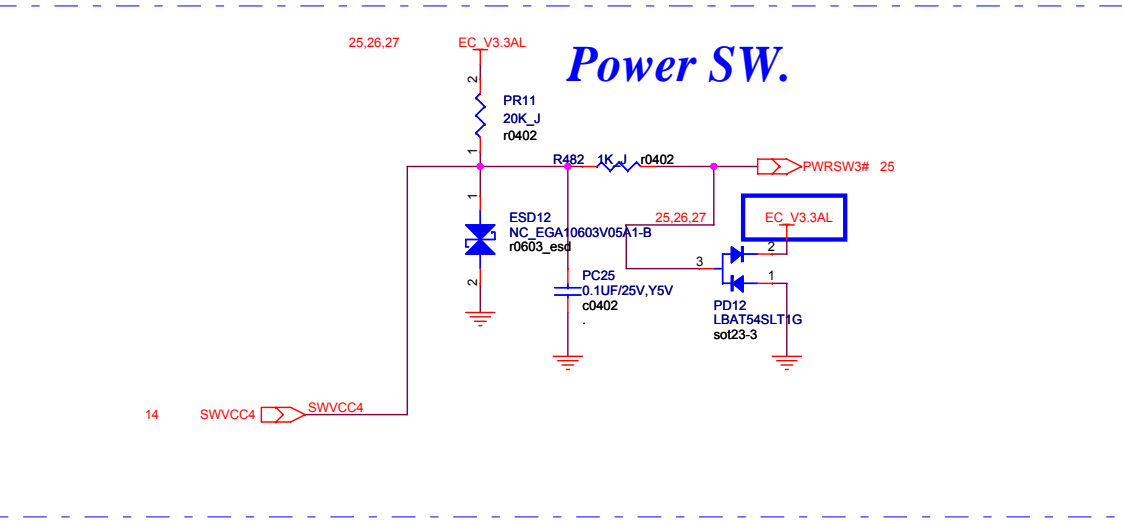 25,26,27 EC_V3.3AL
Power SW.
2
PR11
20K_J
r0402
1
R482 1K_J r0402
PWRSW3# 25
1
ESD12
NC_EGA10603V05A1-B
r0603_esd
2
25,26,27
EC_V3.3AL
3
2
1
PC25
0.1UF/25V,Y5V
c0402
.
PD12
LBAT54SLT1G
sot23-3
14 SWVCC4
SWVCC4